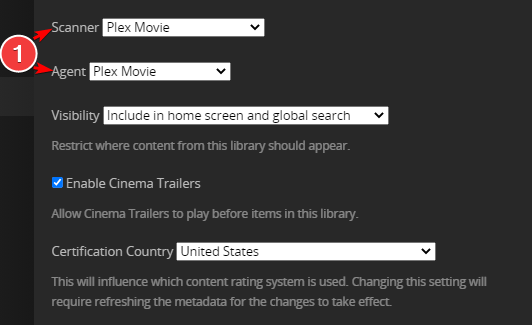 Scanner Plex Movie
1
Agent Plex Movie
Visibility Include in home screen and global search
Restrict where content from this library should appear.
Enable Cinema Trailers
Allow Cinema Trailers to play before items in this library.
Certification Country United States
This will influence which content rating system is used. Changing this setting will
require refreshing the metadata for the changes to take effect.